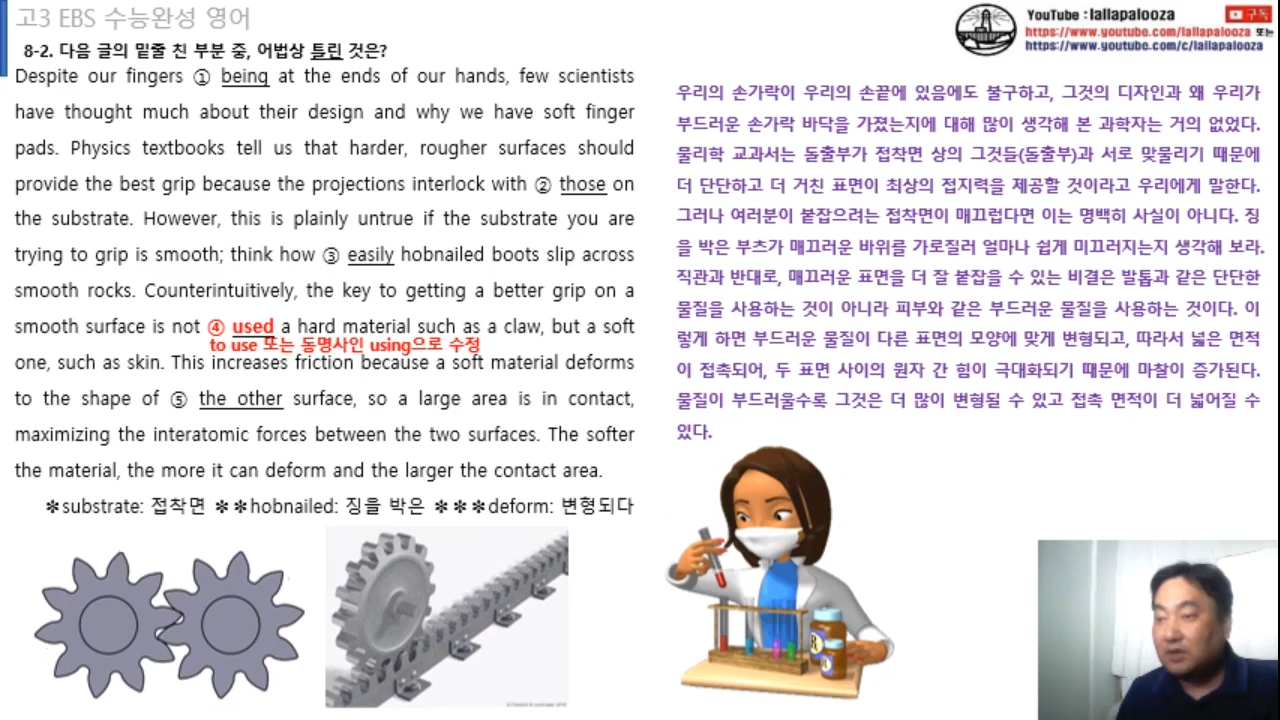 고3 EBS 수능완성 영어
YouTube : lallapalooza
구독
https://www.youtube.com/lallapalooza 또는
https://www.youtube.com/c/lallapalooza
8-2. 다음 글의 밑줄 친 부분 중, 어법상 틀린 것은?
Despite our fingers ① being at the ends of our hands, few scientists
have thought much about their design and why we have soft finger
pads. Physics textbooks tell us that harder, rougher surfaces should
provide the best grip because the projections interlock with ② those on
the substrate. However, this is plainly untrue if the substrate you are
trying to grip is smooth; think how ③ easily hobnailed boots slip across
smooth rocks. Counterintuitively, the key to getting a better grip on a
smooth surface is not ④ used a hard material such as a claw, but a soft
to use 또는 동명사인 using으로 수정
one, such as skin. This increases friction because a soft material deforms
to the shape of ⑤ the other surface, so a large area is in contact,
maximizing the interatomic forces between the two surfaces. The softer
the material, the more it can deform and the larger the contact area.
✻substrate: 접착면 ✻✻hobnailed: 징을 박은 ✻✻✻deform: 변형되다
우리의 손가락이 우리의 손끝에 있음에도 불구하고, 그것의 디자인과 왜 우리가
부드러운 손가락 바닥을 가졌는지에 대해 많이 생각해 본 과학자는 거의 없었다.
물리학 교과서는 돌출부가 접착면 상의 그것들(돌출부)과 서로 맞물리기 때문에
더 단단하고 더 거친 표면이 최상의 접지력을 제공할 것이라고 우리에게 말한다.
그러나 여러분이 붙잡으려는 접착면이 매끄럽다면 이는 명백히 사실이 아니다. 징
을 박은 부츠가 매끄러운 바위를 가로질러 얼마나 쉽게 미끄러지는지 생각해 보라.
직관과 반대로, 매끄러운 표면을 더 잘 붙잡을 수 있는 비결은 발톱과 같은 단단한
물질을 사용하는 것이 아니라 피부와 같은 부드러운 물질을 사용하는 것이다. 이
렇게 하면 부드러운 물질이 다른 표면의 모양에 맞게 변형되고, 따라서 넓은 면적
이 접촉되어, 두 표면 사이의 원자 간 힘이 극대화되기 때문에 마찰이 증가된다.
물질이 부드러울수록 그것은 더 많이 변형될 수 있고 접촉 면적이 더 넓어질 수
있다.